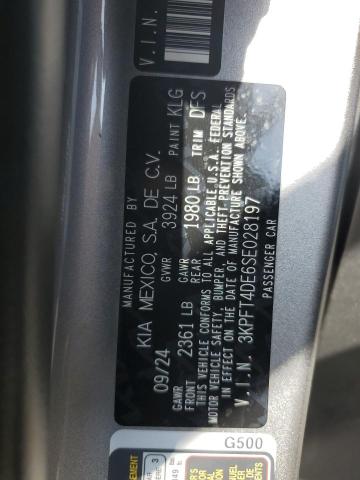 V.I.N.
MANUFACTURED BY
KIA MEXICO, S.A. DE C.V.
09/24 GVWR 3924 LB PAINT KLG
GAWR FRONT 2361 LB GAWR REAR 1980 LB TRIM DFS
THIS VEHICLE CONFORMS TO ALL APPLICABLE U.S.A. FEDERAL
MOTOR VEHICLE SAFETY, BUMPER, AND THEFT-PREVENTION STANDARDS
IN EFFECT ON THE DATE OF MANUFACTURE SHOWN ABOVE.
V.I.N. 3KPFT4DE6SE028197
PASSENGER CAR
G500